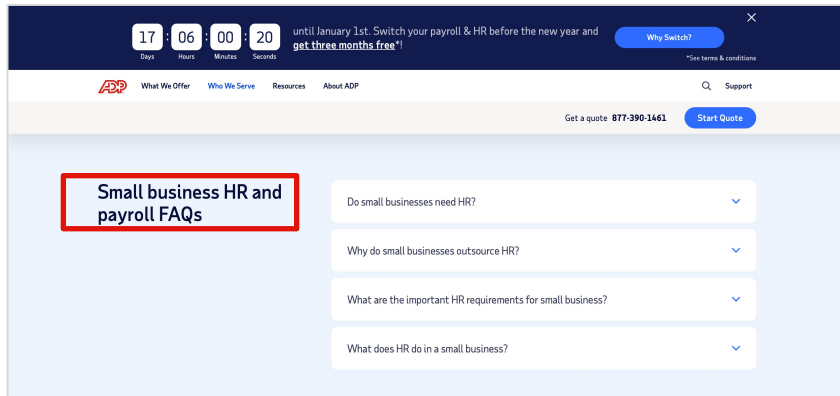 17 : 06 : 00 : 20
Days Hours Minutes Seconds
until January 1st. Switch your payroll & HR before the new year and
get three months free*!
Why Switch?
*See terms & conditions
ADP
What We Offer Who We Serve Resources About ADP
Support
Get a quote 877-390-1461
Start Quote
Small business HR and
payroll FAQs
Do small businesses need HR?
Why do small businesses outsource HR?
What are the important HR requirements for small business?
What does HR do in a small business?